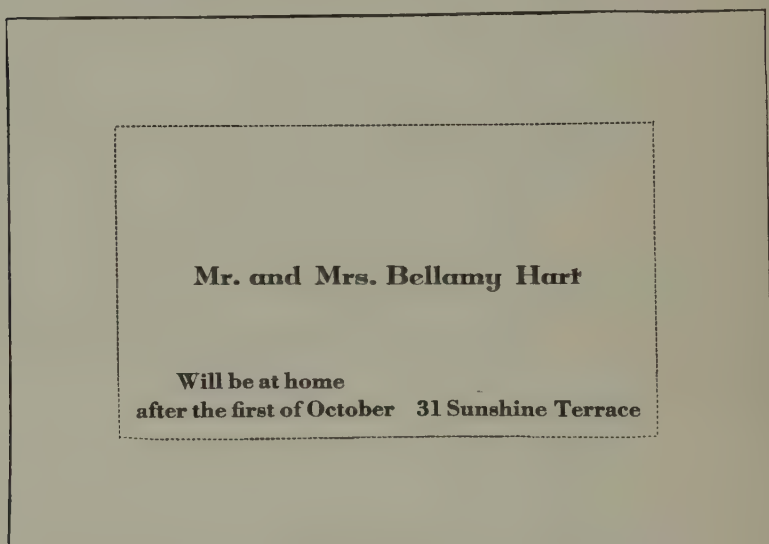 Mr. and Mrs. Bellamy Hart
Will be at home
after the first of October 31 Sunshine Terrace